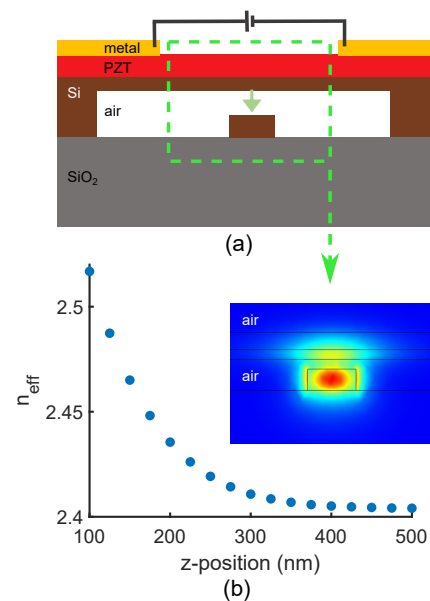 metal
PZT
Si
air
SiO₂
(a)
air
air
2.5
2.45
2.4
n_eff
100 200 300 400 500
z-position (nm)
(b)